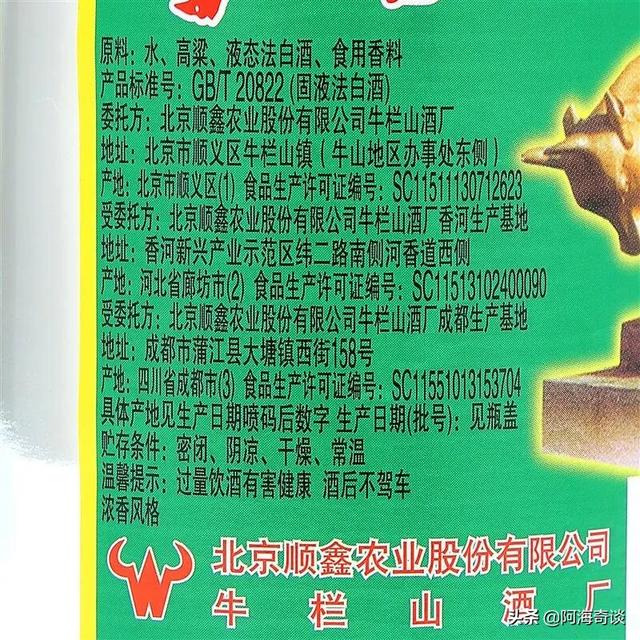 原料：水、高粱、液态法白酒、食用香料
产品标准号：GB/T 20822 (固液法白酒)
委托方：北京顺鑫农业股份有限公司牛栏山酒厂
地址：北京市顺义区牛栏山镇（牛山地区办事处东侧）
产地：北京市顺义区(1) 食品生产许可证编号：SC11511130712623
受委托方：北京顺鑫农业股份有限公司牛栏山酒厂香河生产基地
地址：香河新兴产业示范区纬二路南侧河香道西侧
产地：河北省廊坊市(2) 食品生产许可证编号：SC11513102400090
受委托方：北京顺鑫农业股份有限公司牛栏山酒厂成都生产基地
地址：成都市蒲江县大塘镇西街158号
产地：四川省成都市(3) 食品生产许可证编号：SC11551013153704
具体产地见生产日期喷码后数字 生产日期(批号)：见瓶盖
贮存条件：密闭、阴凉、干燥、常温
温馨提示：过量饮酒有害健康 酒后不驾车
浓香风格
北京顺鑫农业股份有限公司
牛栏山酒厂
头条 @阿海奇谈